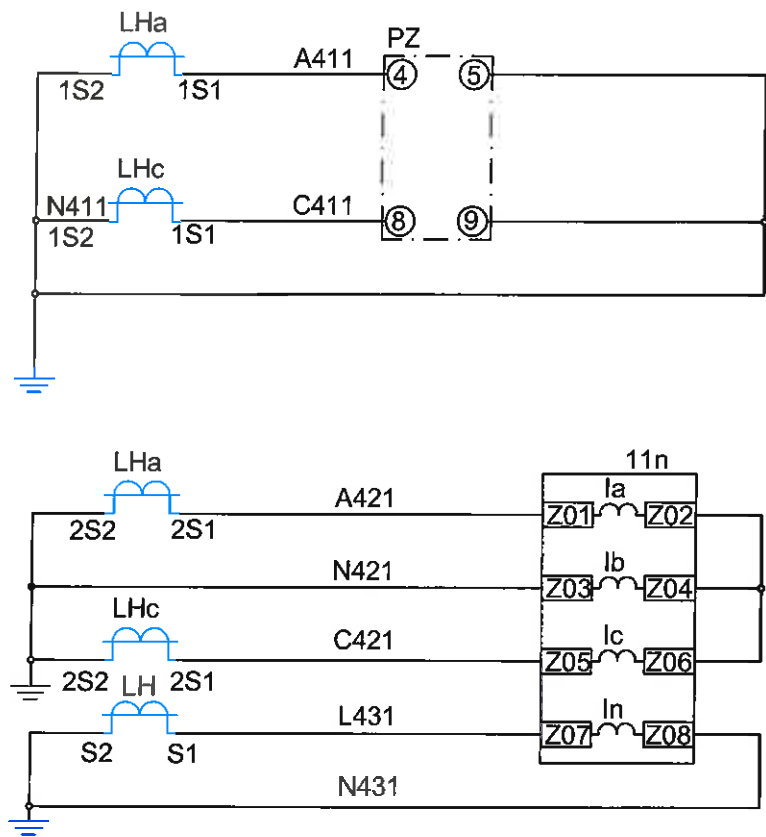 LHa
A411
PZ
4
5
1S2
1S1
LHc
N411
C411
8
9
1S2
1S1
LHa
11n
A421
Ia
2S2
2S1
Z01
Z02
N421
Ib
Z03
Z04
LHc
C421
Ic
2S2
2S1
Z05
Z06
LH
L431
In
S2
S1
Z07
Z08
N431